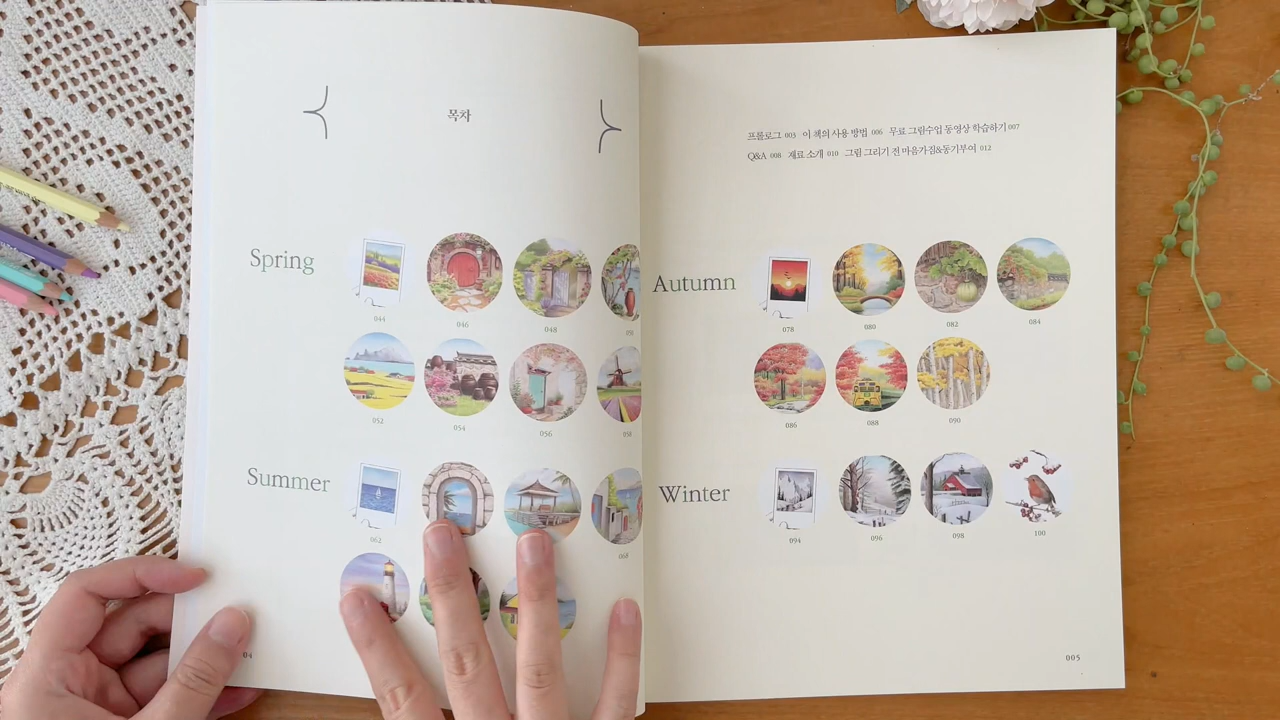 목차
Spring
044 046 048
052 054 056 058
Summer
062 068
04
프롤로그 003 이 책의 사용 방법 006 무료 그림수업 동영상 학습하기 007
Q&A 008 재료 소개 010 그림 그리기 전 마음가짐&동기부여 012
Autumn
078 080 082 084
086 088 090
Winter
094 096 098 100
005